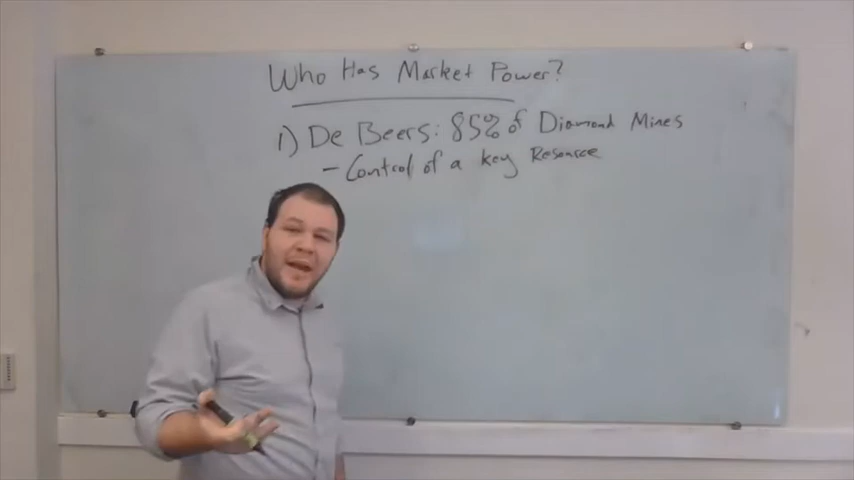 Who Has Market Power?
1) De Beers: 85% of Diamond Mines
- Control of a key Resource